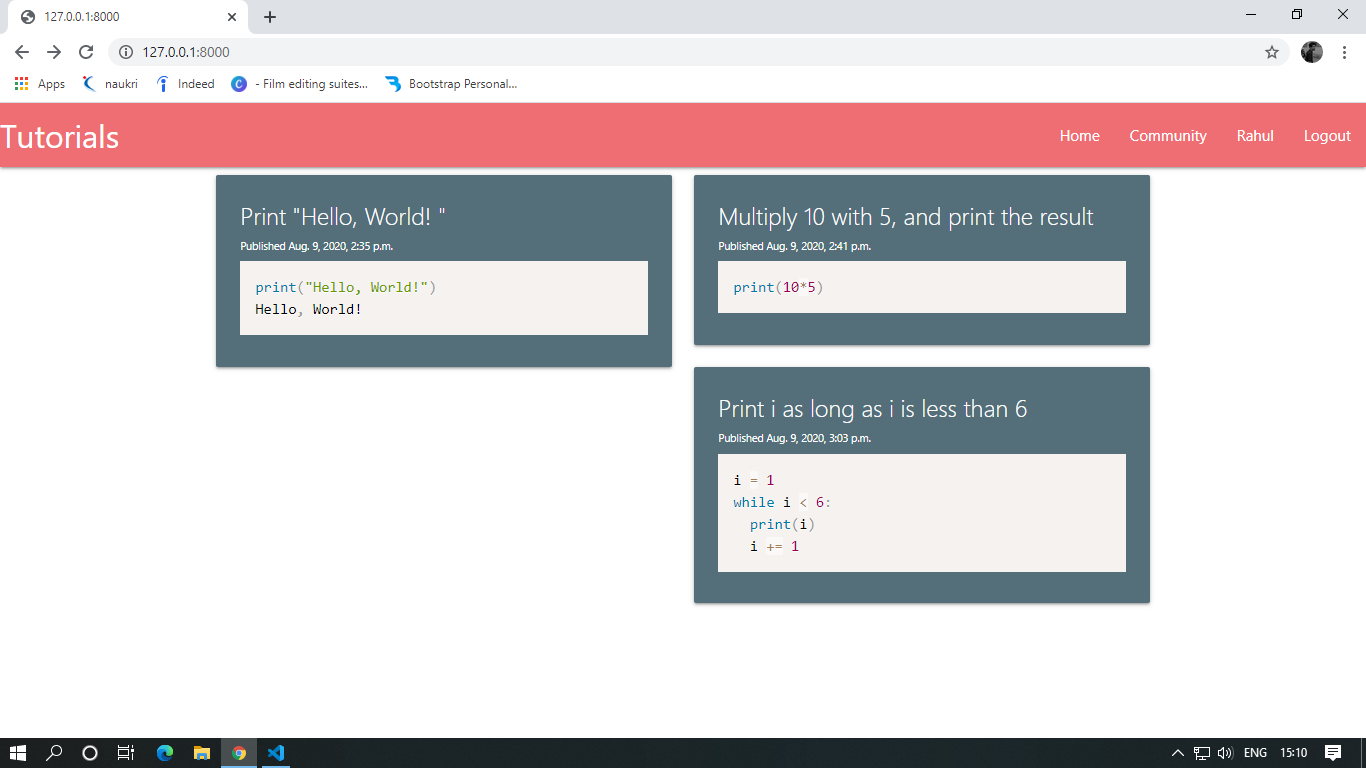 127.0.0.1:8000
127.0.0.1:8000
Apps naukri Indeed - Film editing suites... Bootstrap Personal...
Tutorials Home Community Rahul Logout
Print "Hello, World! "
Published Aug. 9, 2020, 2:35 p.m.
print("Hello, World!")
Hello, World!
Multiply 10 with 5, and print the result
Published Aug. 9, 2020, 2:41 p.m.
print(10*5)
Print i as long as i is less than 6
Published Aug. 9, 2020, 3:03 p.m.
i = 1
while i < 6:
  print(i)
  i += 1
ENG 15:10